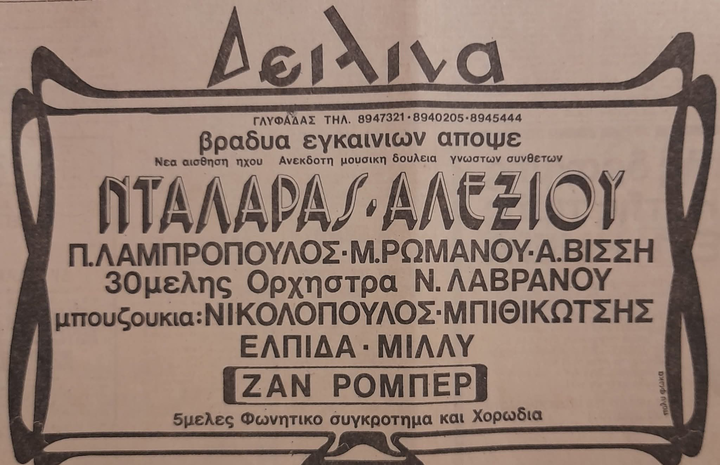 Δειλινα
ΓΛΥΦΑΔΑΣ ΤΗΛ. 8947321·8940205·8945444
βραδυα εγκαινιων αποψε
Νεα αισθηση ηχου Ανεκδοτη μουσικη δουλεια γνωστων συνθετων
ΝΤΑΛΑΡΑΣ·ΑΛΕΞΙΟΥ
Π.ΛΑΜΠΡΟΠΟΥΛΟΣ·Μ.ΡΩΜΑΝΟΥ·Α.ΒΙΣΣΗ
30μελης Ορχηστρα Ν. ΛΑΒΡΑΝΟΥ
μπουζουκια:ΝΙΚΟΛΟΠΟΥΛΟΣ·ΜΠΙΘΙΚΩΤΣΗΣ
ΕΛΠΙΔΑ·ΜΙΛΛΥ
ΖΑΝ ΡΟΜΠΕΡ
5μελες Φωνητικο συγκροτημα και Χορωδια